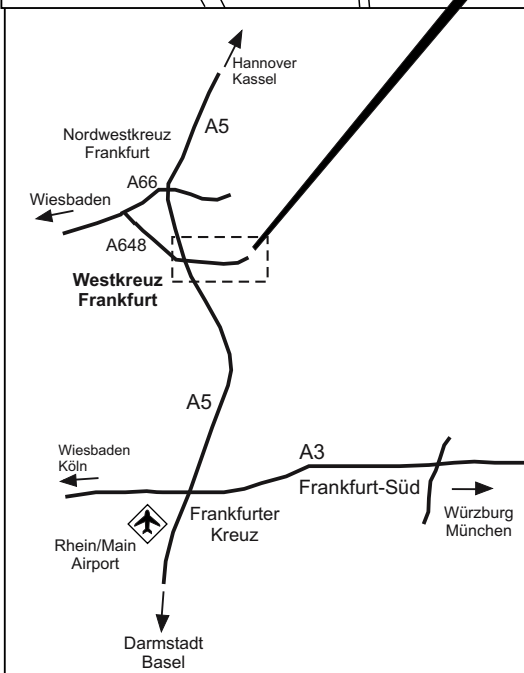 Hannover
Kassel
A5
Nordwestkreuz
Frankfurt
A66
Wiesbaden
A648
Westkreuz
Frankfurt
A5
Wiesbaden
Köln
A3
Frankfurt-Süd
Frankfurter
Kreuz
Würzburg
München
Rhein/Main
Airport
Darmstadt
Basel